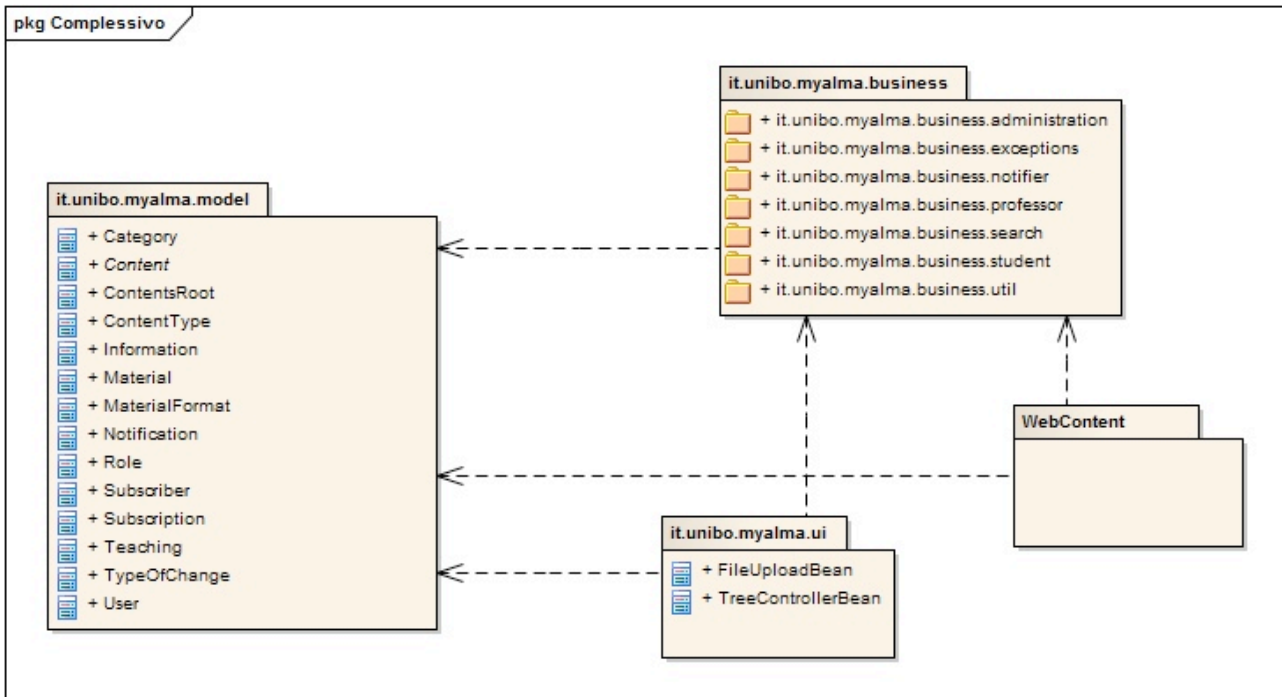 pkg Complessivo
it.unibo.myalma.business
+ it.unibo.myalma.business.administration
+ it.unibo.myalma.business.exceptions
+ it.unibo.myalma.business.notifier
+ it.unibo.myalma.business.professor
+ it.unibo.myalma.business.search
+ it.unibo.myalma.business.student
+ it.unibo.myalma.business.util
it.unibo.myalma.model
+ Category
+ Content
+ ContentsRoot
+ ContentType
+ Information
+ Material
+ MaterialFormat
+ Notification
+ Role
+ Subscriber
+ Subscription
+ Teaching
+ TypeOfChange
+ User
WebContent
it.unibo.myalma.ui
+ FileUploadBean
+ TreeControllerBean